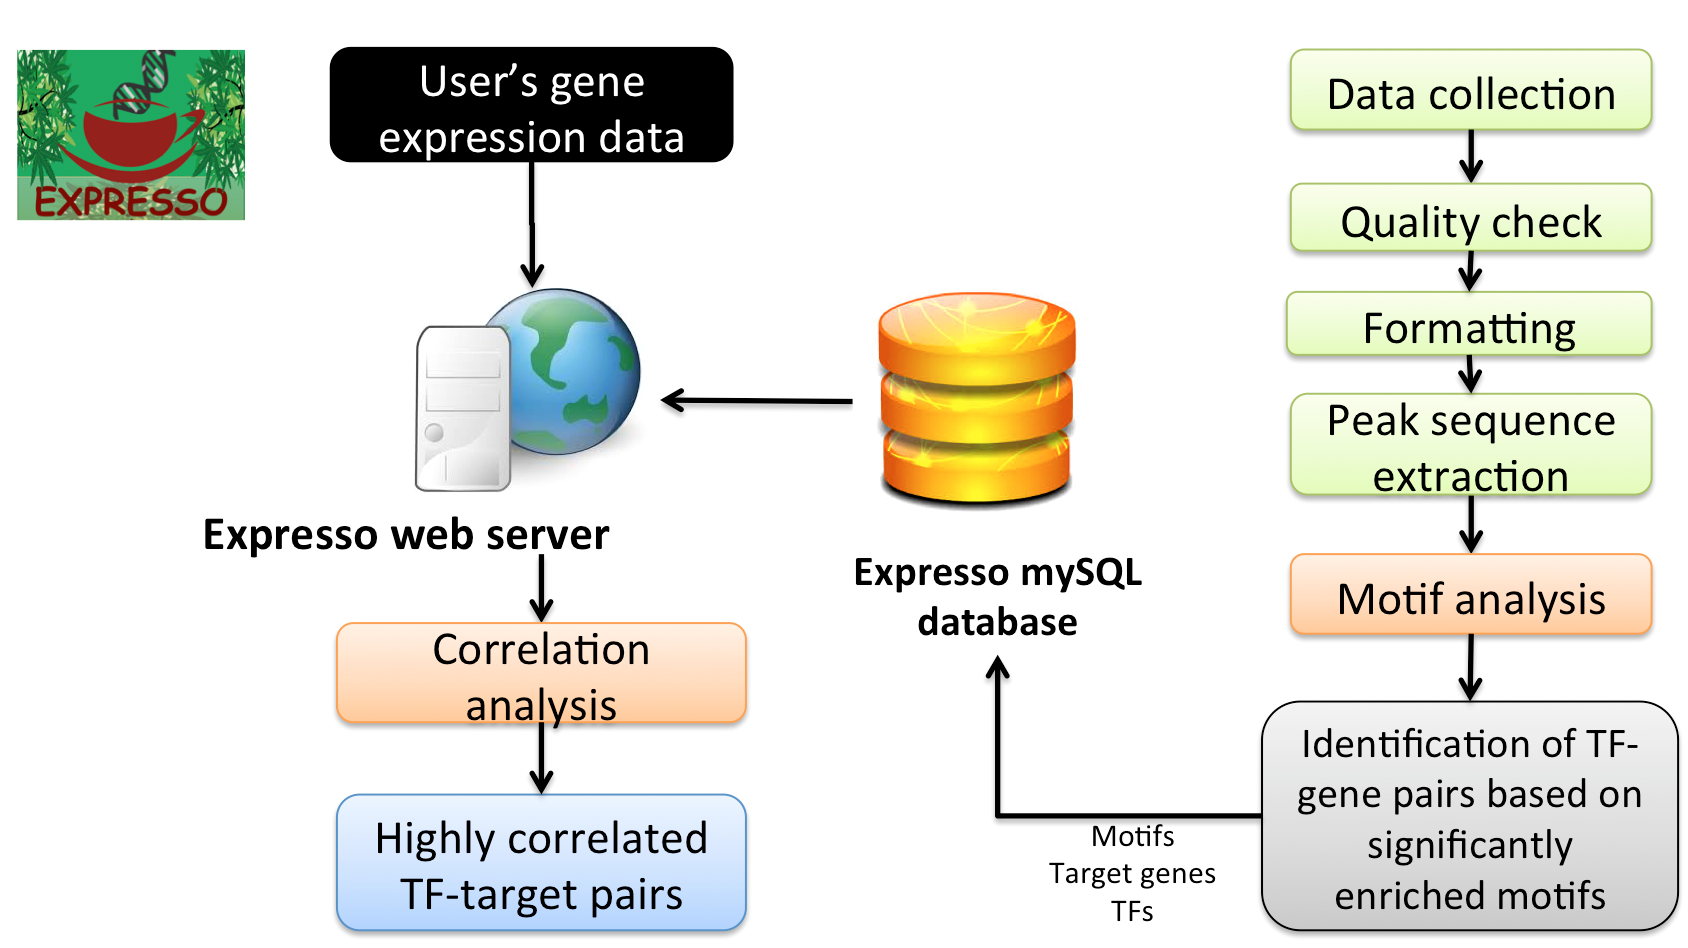 EXPRESSO
User’s gene
expression data
Expresso web server
Correlation
analysis
Highly correlated
TF-target pairs
Expresso mySQL
database
Motifs
Target genes
TFs
Data collection
Quality check
Formatting
Peak sequence
extraction
Motif analysis
Identification of TF-
gene pairs based on
significantly
enriched motifs